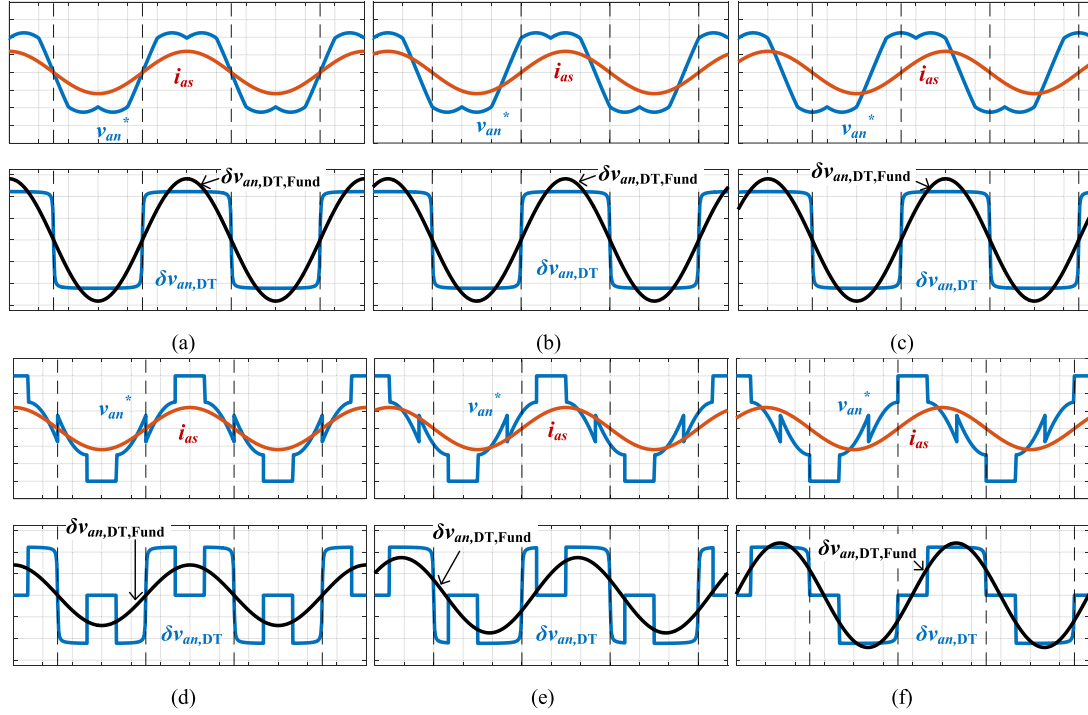 i_as i_as i_as
v_an^* v_an^* v_an^*
δv_an,DT,Fund δv_an,DT,Fund δv_an,DT,Fund
δv_an,DT δv_an,DT δv_an,DT
(a) (b) (c)
v_an^* v_an^* v_an^*
i_as i_as i_as
δv_an,DT,Fund δv_an,DT,Fund δv_an,DT,Fund
δv_an,DT δv_an,DT δv_an,DT
(d) (e) (f)